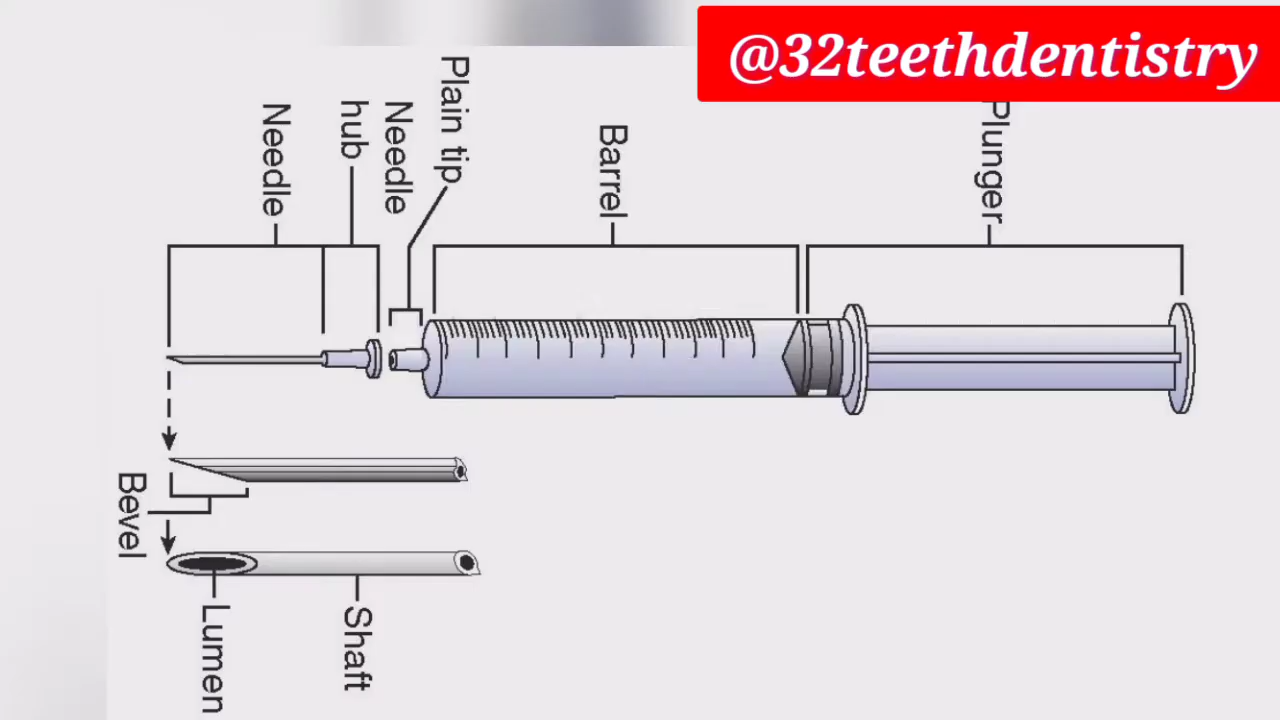 @32teethdentistry
Plain tip
Needle
hub
Needle
Barrel
Plunger
Bevel
Lumen
Shaft